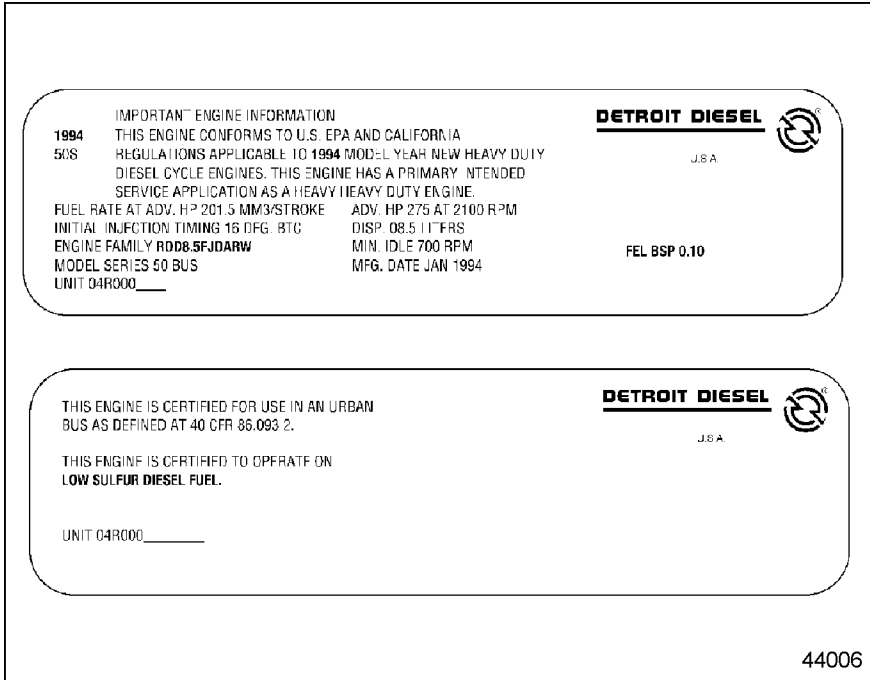 IMPORTANT ENGINE INFORMATION
1994 THIS ENGINE CONFORMS TO U.S. EPA AND CALIFORNIA
50S REGULATIONS APPLICABLE TO 1994 MODEL YEAR NEW HEAVY DUTY
DIESEL CYCLE ENGINES. THIS ENGINE HAS A PRIMARY INTENDED
SERVICE APPLICATION AS A HEAVY HEAVY DUTY ENGINE.
FUEL RATE AT ADV. HP 201.5 MM3/STROKE ADV. HP 275 AT 2100 RPM
INITIAL INJECTION TIMING 16 DEG. BTC DISP. 08.5 LITERS
ENGINE FAMILY RDD8.5FJDARW MIN. IDLE 700 RPM
MODEL SERIES 50 BUS MFG. DATE JAN 1994
UNIT 04R000____
DETROIT DIESEL
U.S.A.
FEL BSP 0.10
THIS ENGINE IS CERTIFIED FOR USE IN AN URBAN
BUS AS DEFINED AT 40 CFR 86.093 2.
THIS ENGINE IS CERTIFIED TO OPERATE ON
LOW SULFUR DIESEL FUEL.
UNIT 04R000________
DETROIT DIESEL
U.S.A.
44006